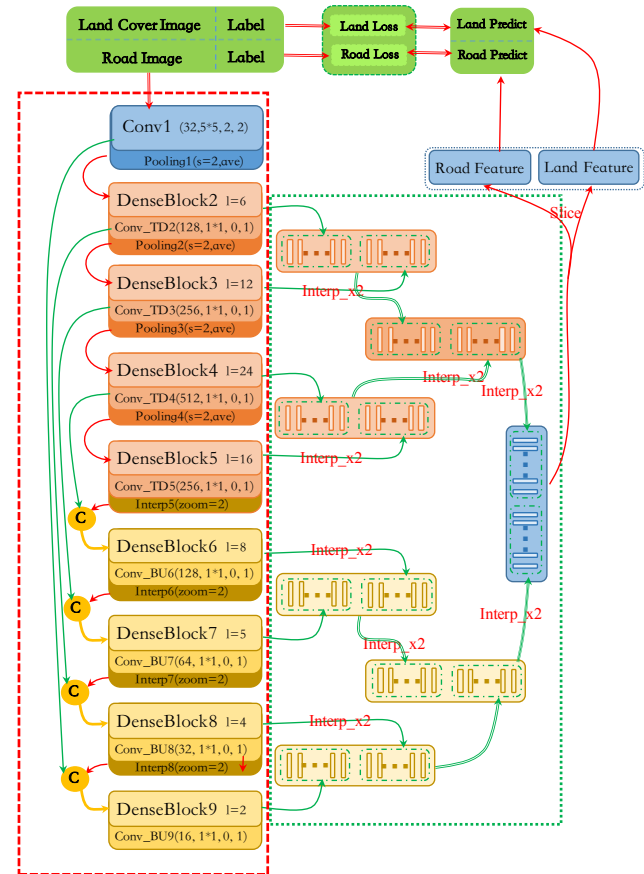 Land Cover Image Label
Road Image Label
Land Loss
Road Loss
Land Predict
Road Predict
Conv1 (32,5*5, 2, 2)
Pooling1(s=2,ave)
Road Feature
Land Feature
Slice
DenseBlock2 l=6
Conv_TD2(128, 1*1, 0, 1)
Pooling2(s=2,ave)
DenseBlock3 l=12
Conv_TD3(256, 1*1, 0, 1)
Pooling3(s=2,ave)
Interp_x2
DenseBlock4 l=24
Conv_TD4(512, 1*1, 0, 1)
Pooling4(s=2,ave)
Interp_x2
Interp_x2
DenseBlock5 l=16
Conv_TD5(256, 1*1, 0, 1)
Interp5(zoom=2)
Interp_x2
C
DenseBlock6 l=8
Conv_BU6(128, 1*1, 0, 1)
Interp6(zoom=2)
Interp_x2
C
DenseBlock7 l=5
Conv_BU7(64, 1*1, 0, 1)
Interp7(zoom=2)
Interp_x2
Interp_x2
C
DenseBlock8 l=4
Conv_BU8(32, 1*1, 0, 1)
Interp8(zoom=2)
Interp_x2
C
DenseBlock9 l=2
Conv_BU9(16, 1*1, 0, 1)